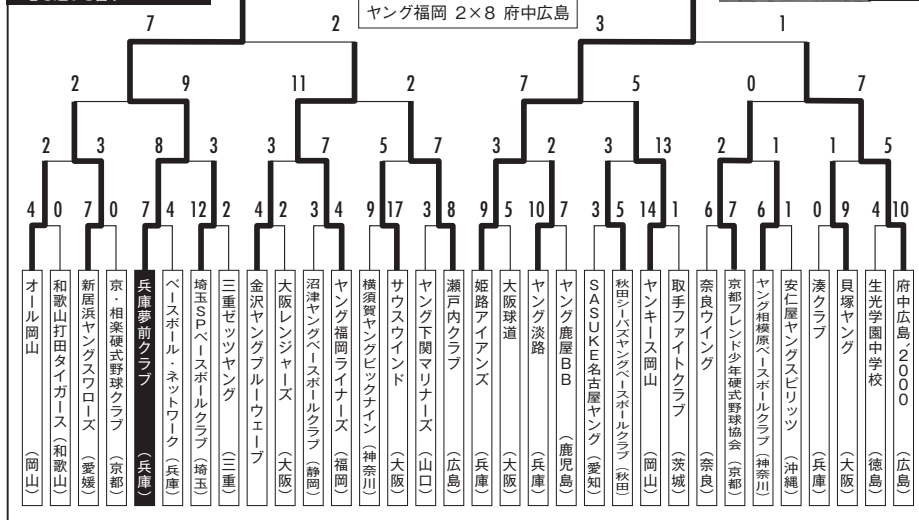 ヤング福岡 2×8 府中広島
7 2 3 1
2 9 11 2 7 5 0 7
2 3 8 3 3 7 5 7 3 2 3 13 2 1 1 5
4 0 7 0 7 4 12 2 4 2 3 4 9 17 3 8 9 5 10 7 3 5 14 1 6 7 6 1 0 9 4 10
オール岡山 (岡山)
和歌山打田タイガース (和歌山)
新居浜ヤングスワローズ (愛媛)
京・相楽硬式野球クラブ (京都)
兵庫夢前クラブ (兵庫)
ベースボール・ネットワーク (兵庫)
埼玉SPベースボールクラブ (埼玉)
三重ゼッツヤング (三重)
金沢ヤングブルーウェーブ
大阪レンジャーズ (大阪)
沼津ヤングベースボールクラブ (静岡)
ヤング福岡ライナーズ (福岡)
横須賀ヤングビックナイン (神奈川)
サウスウインド (大阪)
ヤング下関マリナーズ (山口)
瀬戸内クラブ (広島)
姫路アイアンズ (兵庫)
大阪球道 (大阪)
ヤング淡路 (兵庫)
ヤング鹿屋BB (鹿児島)
SASUKE名古屋ヤング (愛知)
秋田シーバズヤングベースボールクラブ (秋田)
ヤンキース岡山 (岡山)
取手ファイトクラブ (茨城)
奈良ウイング (奈良)
京都フレンド少年硬式野球協会 (京都)
ヤング相模原ベースボールクラブ (神奈川)
安仁屋ヤングスピリッツ (沖縄)
湊クラブ (兵庫)
貝塚ヤング (大阪)
生光学園中学校 (徳島)
府中広島,2000 (広島)